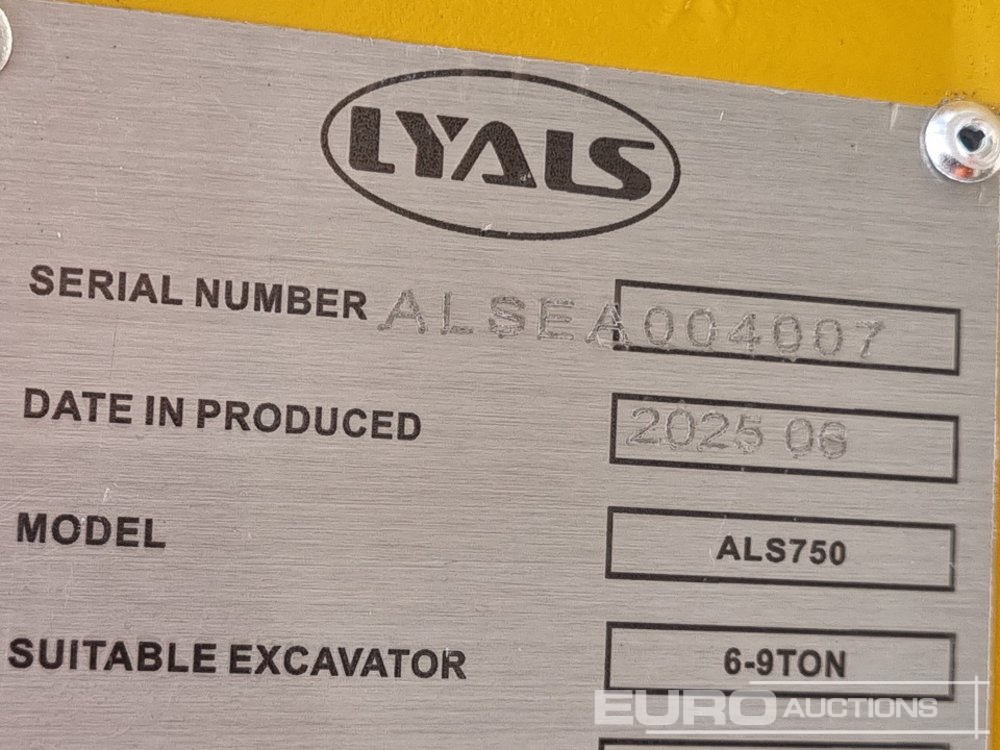 LYALS
SERIAL NUMBER ALSEA004007
DATE IN PRODUCED 2025 06
MODEL ALS750
SUITABLE EXCAVATOR 6-9TON
EURO AUCTIONS